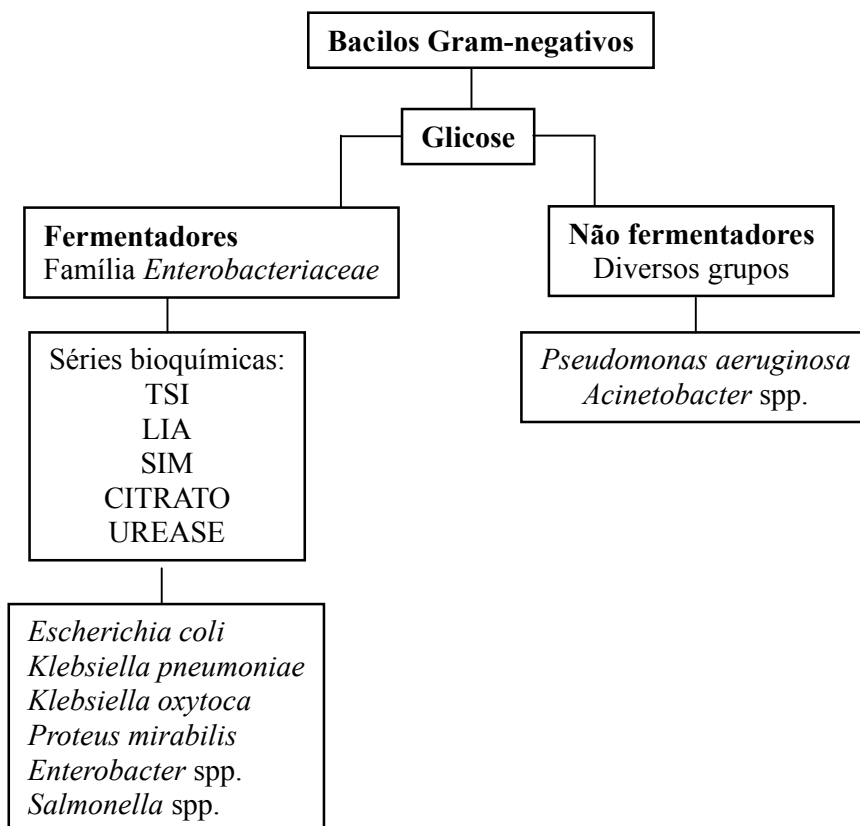 Bacilos Gram-negativos
Glicose
Fermentadores
Família Enterobacteriaceae
Não fermentadores
Diversos grupos
Séries bioquímicas:
TSI
LIA
SIM
CITRATO
UREASE
Pseudomonas aeruginosa
Acinetobacter spp.
Escherichia coli
Klebsiella pneumoniae
Klebsiella oxytoca
Proteus mirabilis
Enterobacter spp.
Salmonella spp.